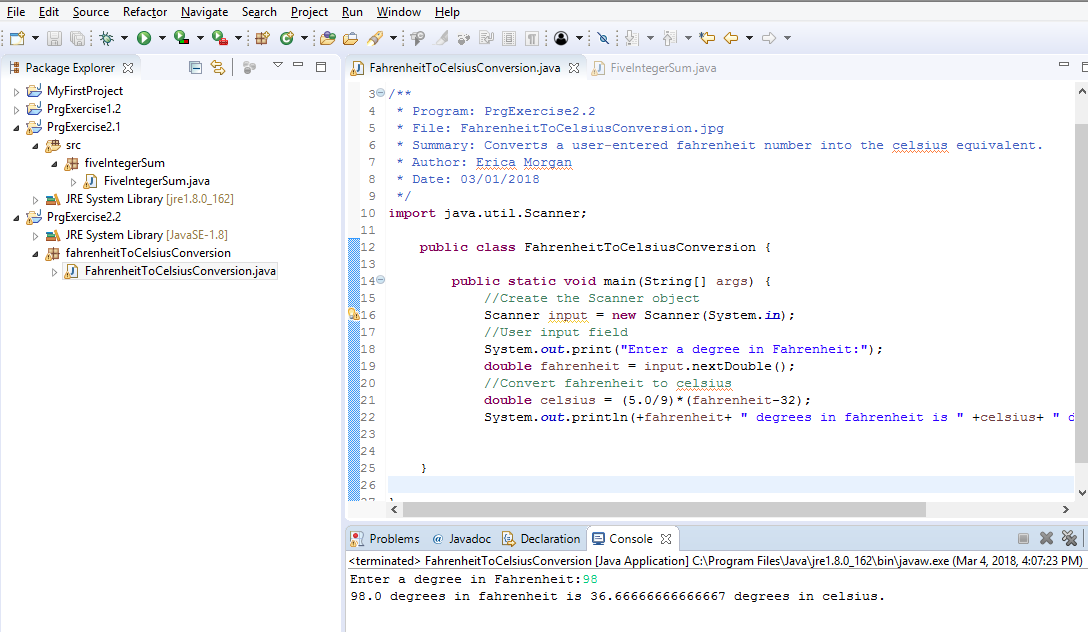 File Edit Source Refactor Navigate Search Project Run Window Help
Package Explorer
MyFirstProject
PrgExercise1.2
PrgExercise2.1
src
fiveIntegerSum
FiveIntegerSum.java
JRE System Library [jre1.8.0_162]
PrgExercise2.2
JRE System Library [JavaSE-1.8]
fahrenheitToCelsiusConversion
FahrenheitToCelsiusConversion.java
FahrenheitToCelsiusConversion.java FiveIntegerSum.java
3 /**
4 * Program: PrgExercise2.2
5 * File: FahrenheitToCelsiusConversion.jpg
6 * Summary: Converts a user-entered fahrenheit number into the celsius equivalent.
7 * Author: Erica Morgan
8 * Date: 03/01/2018
9 */
10 import java.util.Scanner;
11
12 public class FahrenheitToCelsiusConversion {
13
14 public static void main(String[] args) {
15 //Create the Scanner object
16 Scanner input = new Scanner(System.in);
17 //User input field
18 System.out.print("Enter a degree in Fahrenheit:");
19 double fahrenheit = input.nextDouble();
20 //Convert fahrenheit to celsius
21 double celsius = (5.0/9)*(fahrenheit-32);
22 System.out.println(+fahrenheit+ " degrees in fahrenheit is " +celsius+ " d
23
24
25 }
26
Problems @ Javadoc Declaration Console
<terminated> FahrenheitToCelsiusConversion [Java Application] C:\Program Files\Java\jre1.8.0_162\bin\javaw.exe (Mar 4, 2018, 4:07:23 PM)
Enter a degree in Fahrenheit:98
98.0 degrees in fahrenheit is 36.66666666666667 degrees in celsius.